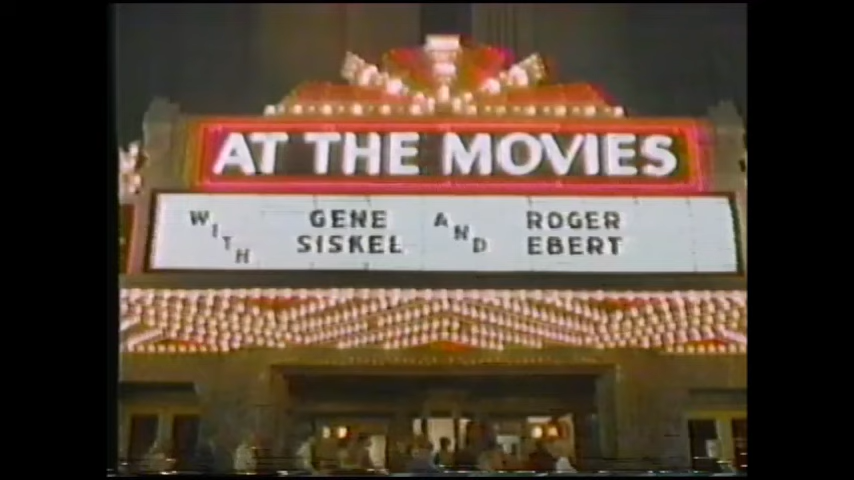 AT THE MOVIES
WITH GENE SISKEL AND ROGER EBERT